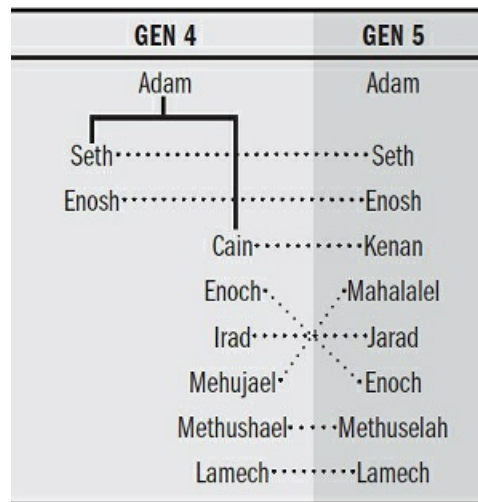 GEN 4 GEN 5
Adam Adam
Seth Seth
Enosh Enosh
Cain Kenan
Enoch Mahalalel
Irad Jarad
Mehujael Enoch
Methushael Methuselah
Lamech Lamech